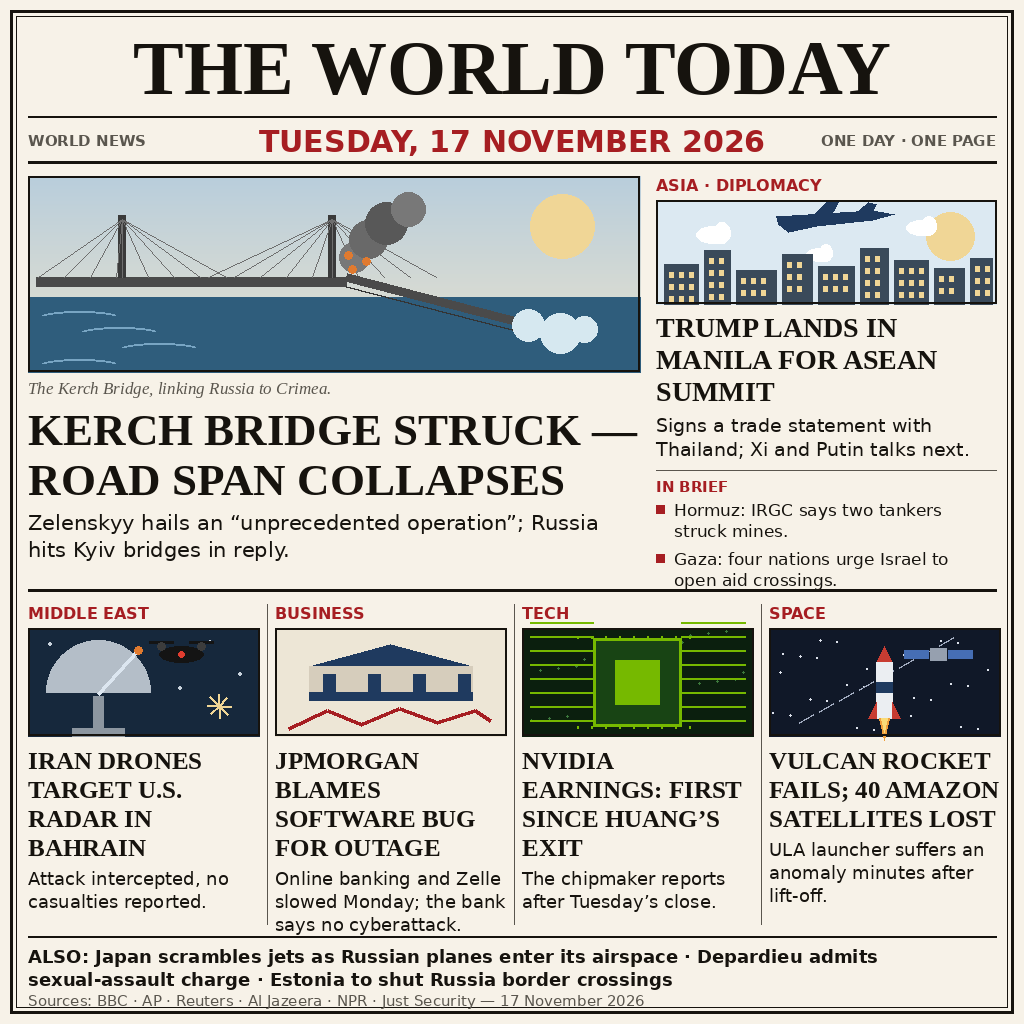 THE WORLD TODAY
WORLD NEWS
TUESDAY, 17 NOVEMBER 2026
ONE DAY · ONE PAGE
The Kerch Bridge, linking Russia to Crimea.
KERCH BRIDGE STRUCK —
ROAD SPAN COLLAPSES
Zelenskyy hails an “unprecedented operation”; Russia
hits Kyiv bridges in reply.
ASIA · DIPLOMACY
TRUMP LANDS IN
MANILA FOR ASEAN
SUMMIT
Signs a trade statement with
Thailand; Xi and Putin talks next.
IN BRIEF
Hormuz: IRGC says two tankers
struck mines.
Gaza: four nations urge Israel to
open aid crossings.
MIDDLE EAST
IRAN DRONES
TARGET U.S.
RADAR IN
BAHRAIN
Attack intercepted, no
casualties reported.
BUSINESS
JPMORGAN
BLAMES
SOFTWARE BUG
FOR OUTAGE
Online banking and Zelle
slowed Monday; the bank
says no cyberattack.
TECH
NVIDIA
EARNINGS: FIRST
SINCE HUANG’S
EXIT
The chipmaker reports
after Tuesday’s close.
SPACE
VULCAN ROCKET
FAILS; 40 AMAZON
SATELLITES LOST
ULA launcher suffers an
anomaly minutes after
lift-off.
ALSO: Japan scrambles jets as Russian planes enter its airspace · Depardieu admits
sexual-assault charge · Estonia to shut Russia border crossings
Sources: BBC · AP · Reuters · Al Jazeera · NPR · Just Security — 17 November 2026